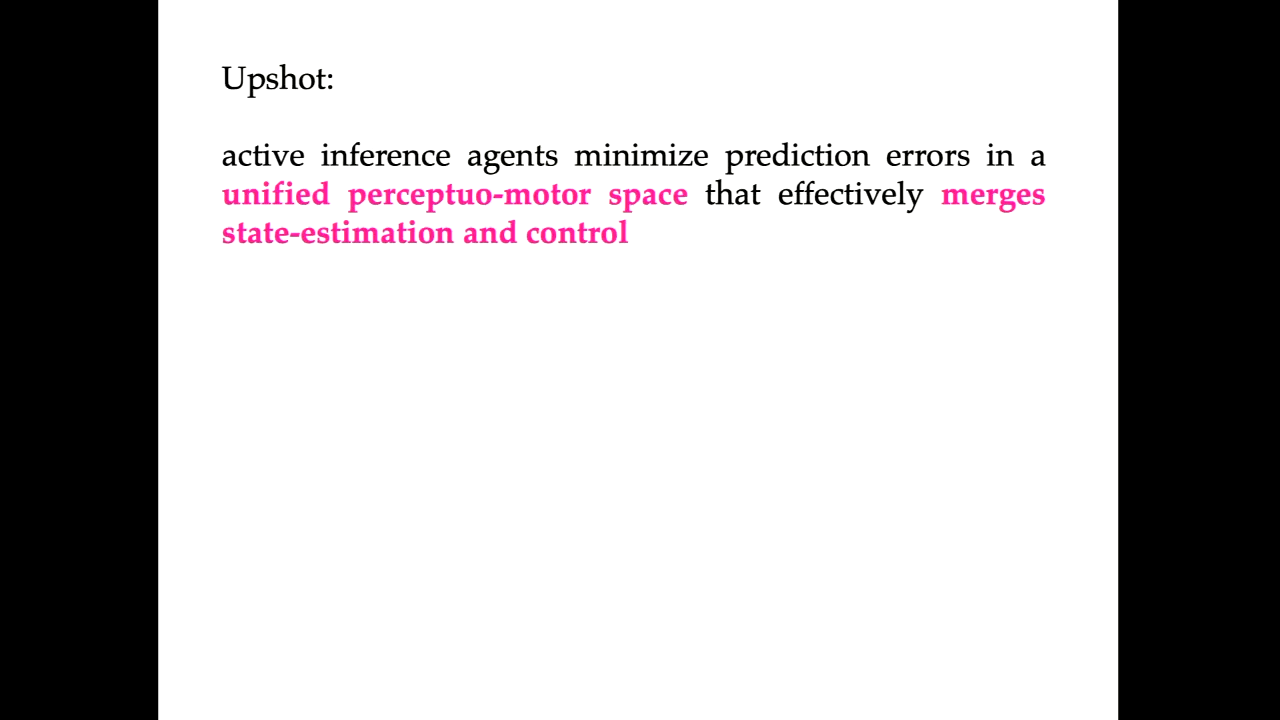 Upshot:
active inference agents minimize prediction errors in a
unified perceptuo-motor space that effectively merges
state-estimation and control